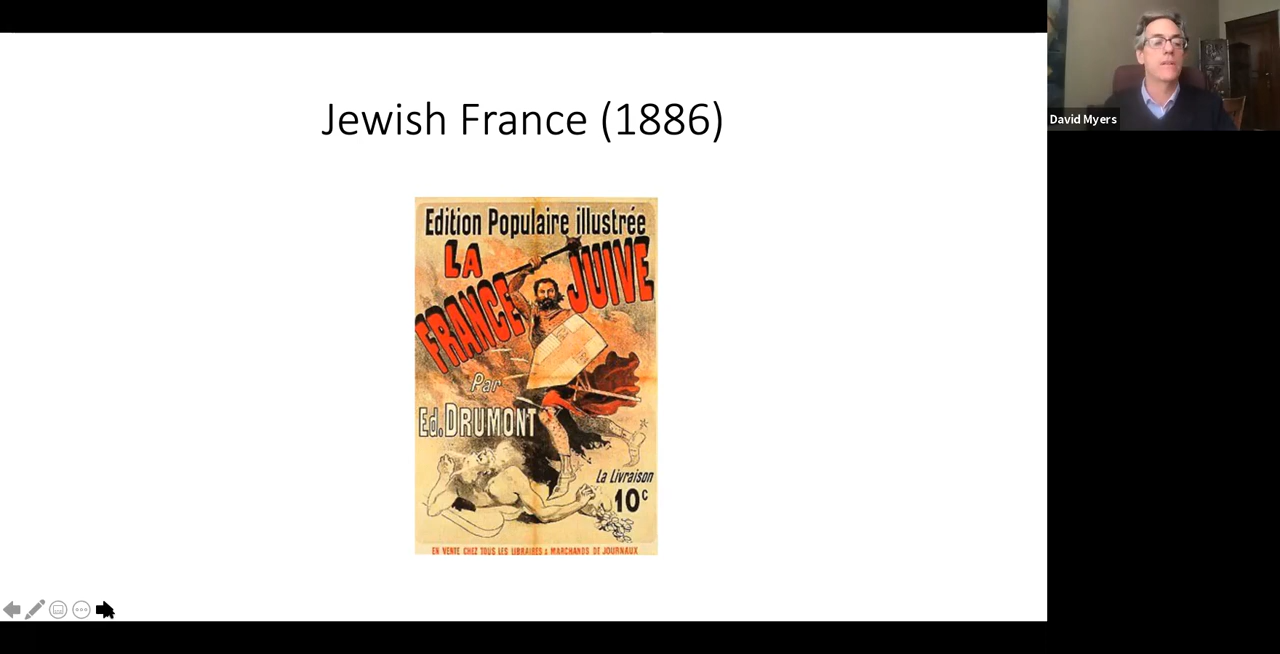 Jewish France (1886)
Edition Populaire illustrée
LA
FRANCE JUIVE
Par
Ed. DRUMONT
La Livraison
10c
EN VENTE CHEZ TOUS LES LIBRAIRES & MARCHANDS DE JOURNAUX
David Myers